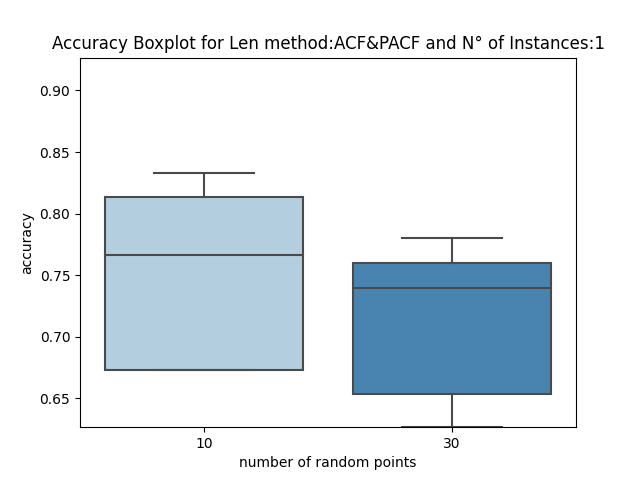 Accuracy Boxplot for Len method:ACF&PACF and N° of Instances:1
0.90
0.85
0.80
0.75
0.70
0.65
accuracy
10
30
number of random points